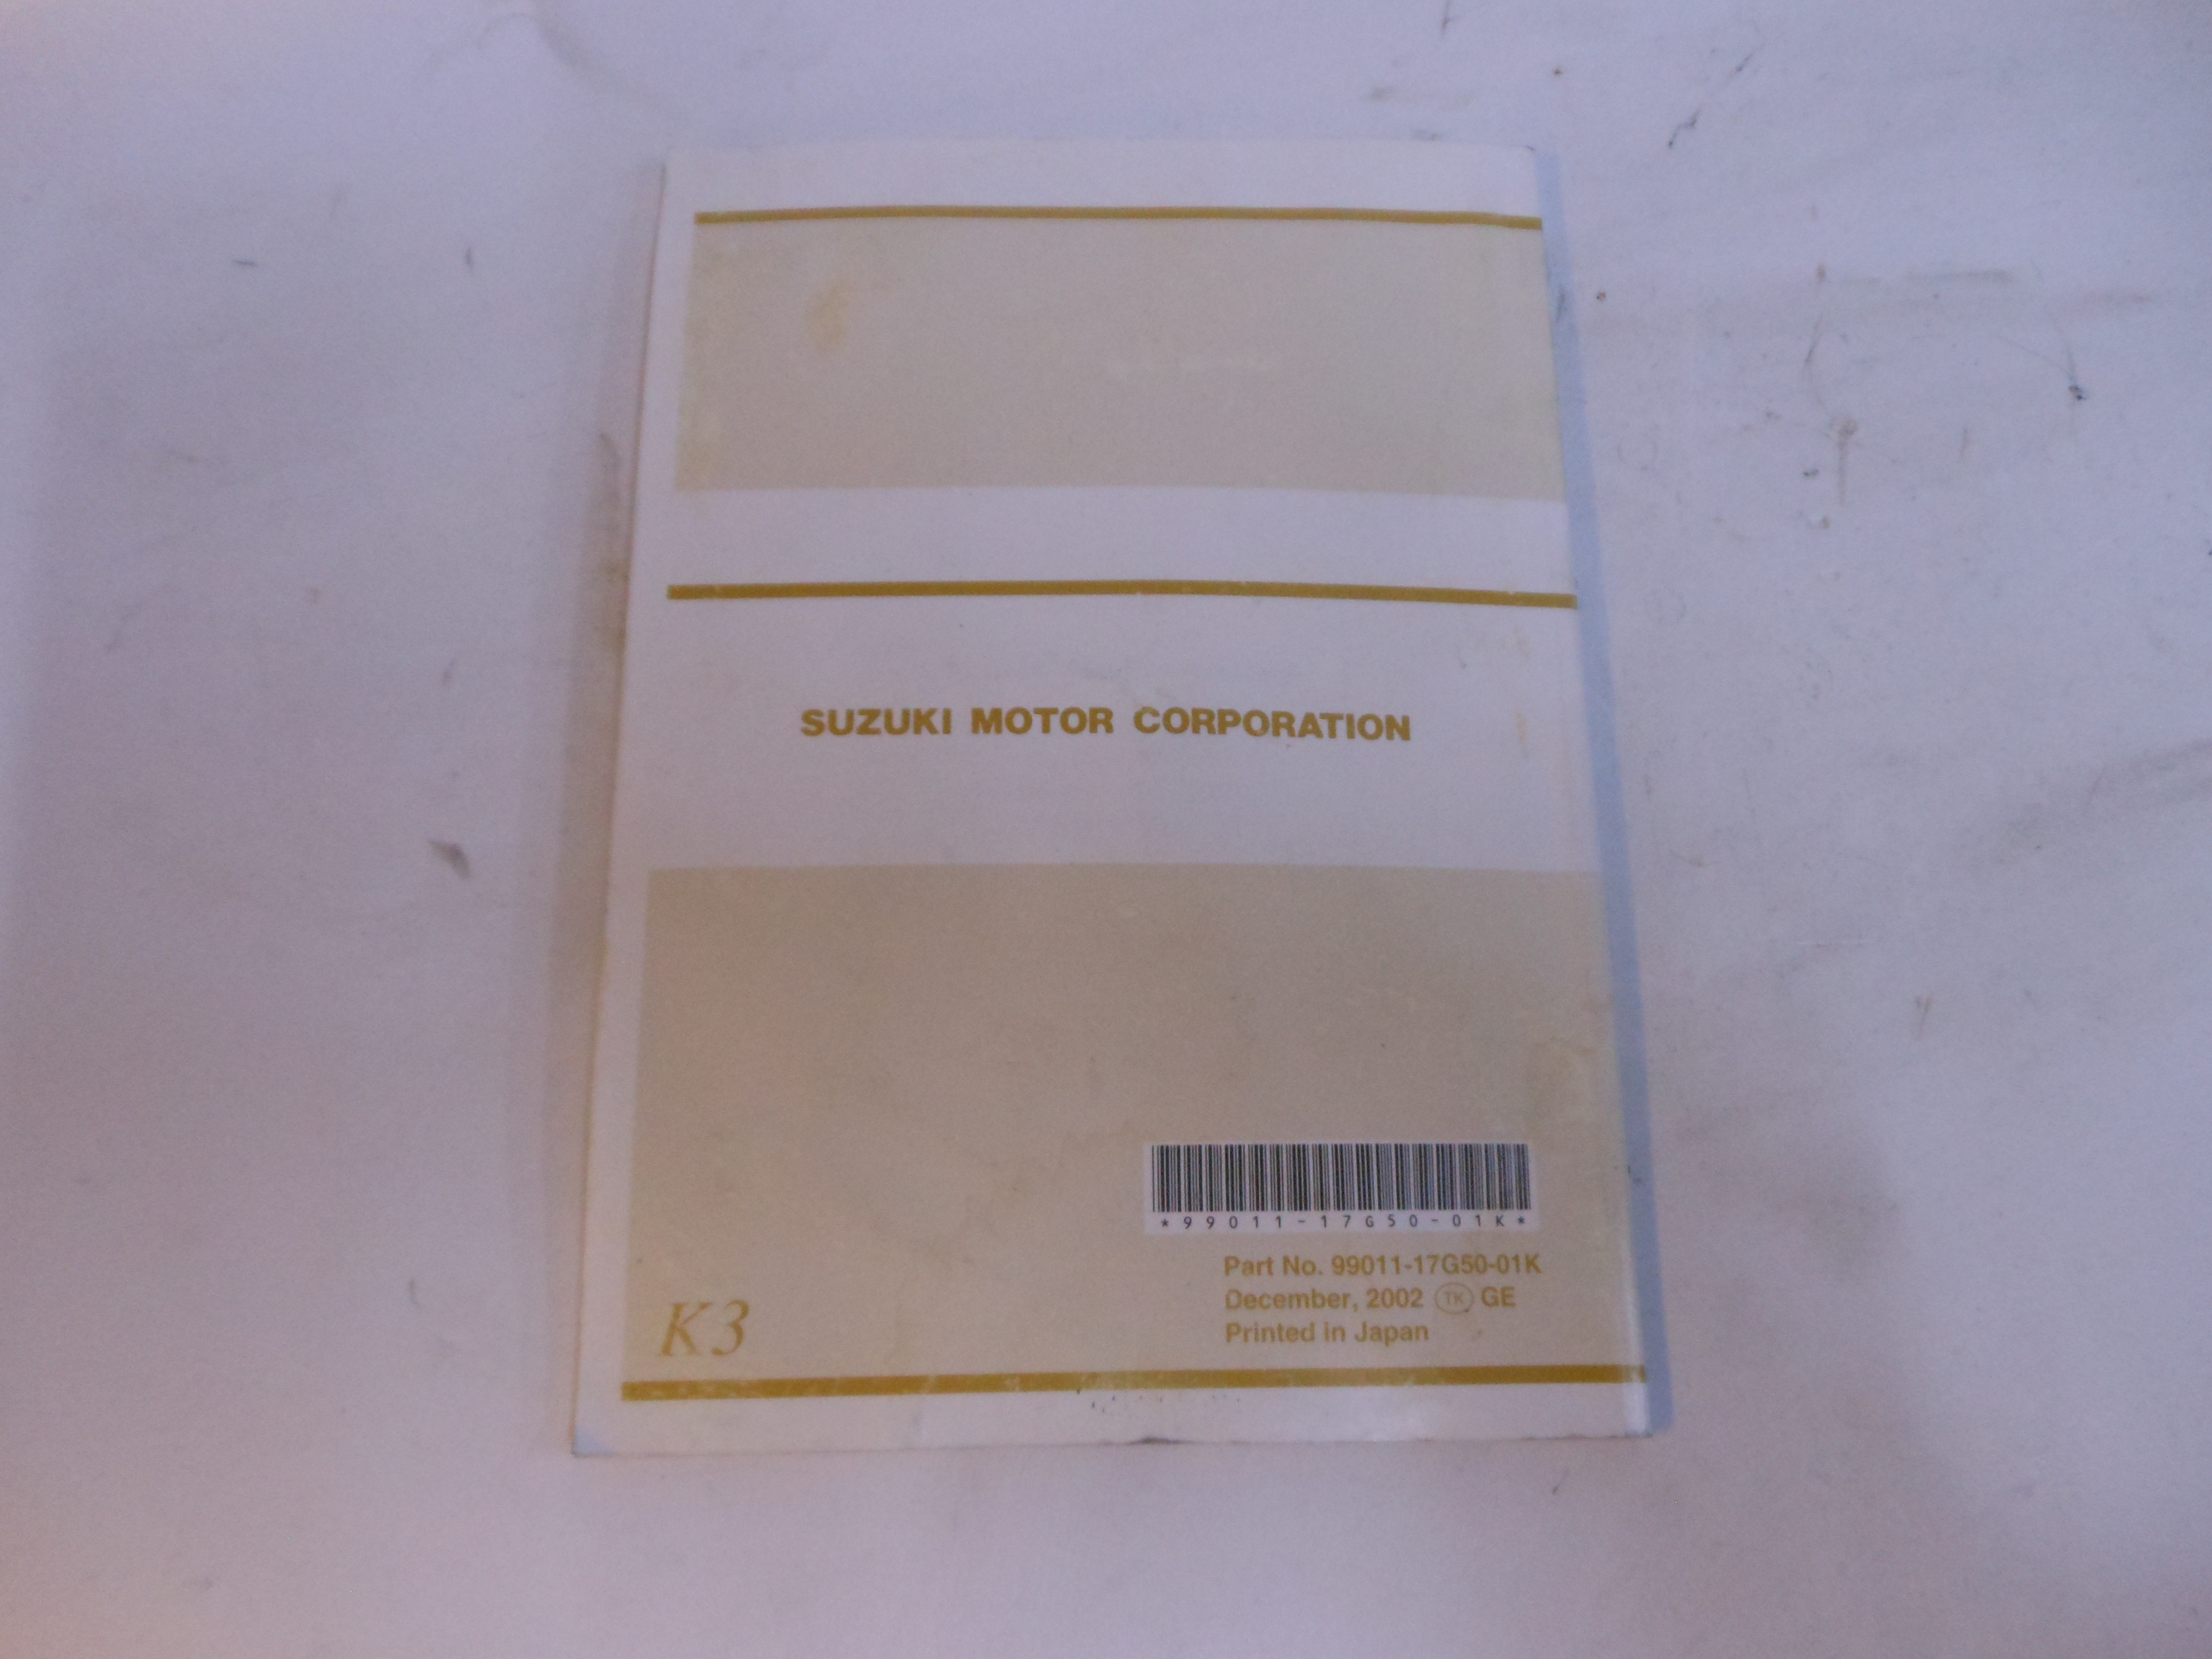 SUZUKI MOTOR CORPORATION
*99011-17G50-01K*
Part No. 99011-17G50-01K
December, 2002 TK GE
Printed in Japan
K3